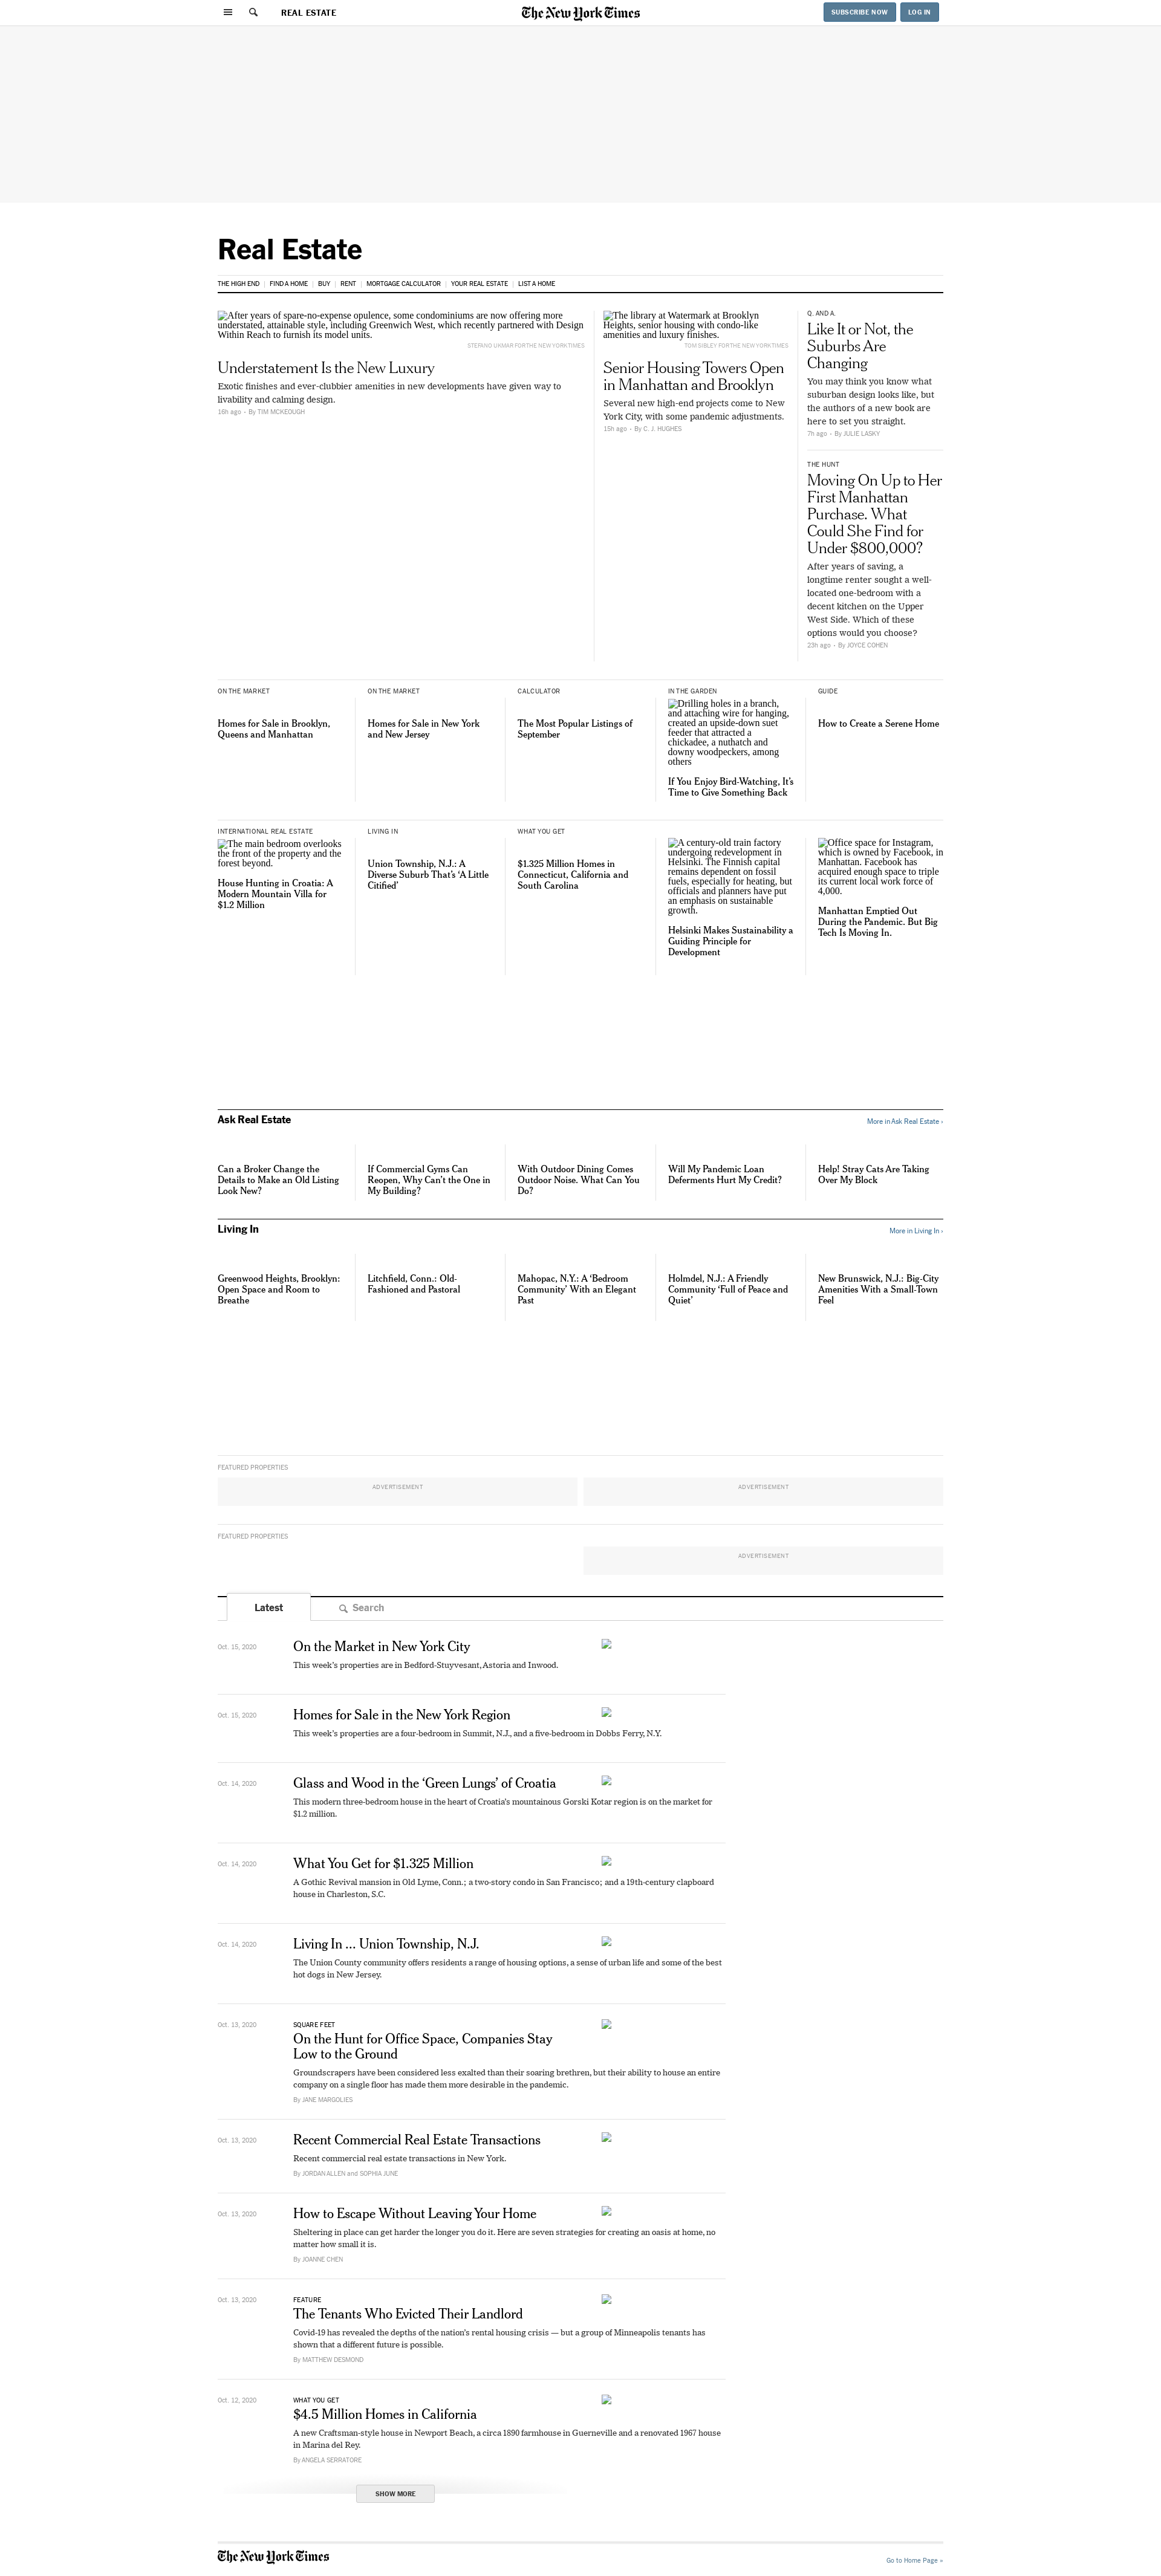 REAL ESTATE
The New York Times
SUBSCRIBE NOW
LOG IN
Real Estate
THE HIGH END
FIND A HOME
BUY
RENT
MORTGAGE CALCULATOR
YOUR REAL ESTATE
LIST A HOME
After years of spare-no-expense opulence, some condominiums are now offering more
understated, attainable style, including Greenwich West, which recently partnered with Design
Within Reach to furnish its model units.
STEFANO UKMAR FOR THE NEW YORK TIMES
Understatement Is the New Luxury
Exotic finishes and ever-clubbier amenities in new developments have given way to
livability and calming design.
16h ago · By TIM MCKEOUGH
The library at Watermark at Brooklyn
Heights, senior housing with condo-like
amenities and luxury finishes.
TOM SIBLEY FOR THE NEW YORK TIMES
Senior Housing Towers Open
in Manhattan and Brooklyn
Several new high-end projects come to New
York City, with some pandemic adjustments.
15h ago · By C. J. HUGHES
Q. AND A.
Like It or Not, the
Suburbs Are
Changing
You may think you know what
suburban design looks like, but
the authors of a new book are
here to set you straight.
7h ago · By JULIE LASKY
THE HUNT
Moving On Up to Her
First Manhattan
Purchase. What
Could She Find for
Under $800,000?
After years of saving, a
longtime renter sought a well-
located one-bedroom with a
decent kitchen on the Upper
West Side. Which of these
options would you choose?
23h ago · By JOYCE COHEN
ON THE MARKET
Homes for Sale in Brooklyn,
Queens and Manhattan
ON THE MARKET
Homes for Sale in New York
and New Jersey
CALCULATOR
The Most Popular Listings of
September
IN THE GARDEN
Drilling holes in a branch,
and attaching wire for hanging,
created an upside-down suet
feeder that attracted a
chickadee, a nuthatch and
downy woodpeckers, among
others
If You Enjoy Bird-Watching, It’s
Time to Give Something Back
GUIDE
How to Create a Serene Home
INTERNATIONAL REAL ESTATE
The main bedroom overlooks
the front of the property and the
forest beyond.
House Hunting in Croatia: A
Modern Mountain Villa for
$1.2 Million
LIVING IN
Union Township, N.J.: A
Diverse Suburb That’s ‘A Little
Citified’
WHAT YOU GET
$1.325 Million Homes in
Connecticut, California and
South Carolina
A century-old train factory
undergoing redevelopment in
Helsinki. The Finnish capital
remains dependent on fossil
fuels, especially for heating, but
officials and planners have put
an emphasis on sustainable
growth.
Helsinki Makes Sustainability a
Guiding Principle for
Development
Office space for Instagram,
which is owned by Facebook, in
Manhattan. Facebook has
acquired enough space to triple
its current local work force of
4,000.
Manhattan Emptied Out
During the Pandemic. But Big
Tech Is Moving In.
Ask Real Estate
More in Ask Real Estate ›
Can a Broker Change the
Details to Make an Old Listing
Look New?
If Commercial Gyms Can
Reopen, Why Can’t the one in
My Building?
With Outdoor Dining Comes
Outdoor Noise. What Can You
Do?
Will My Pandemic Loan
Deferments Hurt My Credit?
Help! Stray Cats Are Taking
Over My Block
Living In
More in Living In ›
Greenwood Heights, Brooklyn:
Open Space and Room to
Breathe
Litchfield, Conn.: Old-
Fashioned and Pastoral
Mahopac, N.Y.: A ‘Bedroom
Community’ With an Elegant
Past
Holmdel, N.J.: A Friendly
Community ‘Full of Peace and
Quiet’
New Brunswick, N.J.: Big-City
Amenities With a Small-Town
Feel
FEATURED PROPERTIES
ADVERTISEMENT
ADVERTISEMENT
FEATURED PROPERTIES
ADVERTISEMENT
Latest
Search
Oct. 15, 2020
On the Market in New York City
This week’s properties are in Bedford-Stuyvesant, Astoria and Inwood.
Oct. 15, 2020
Homes for Sale in the New York Region
This week’s properties are a four-bedroom in Summit, N.J., and a five-bedroom in Dobbs Ferry, N.Y.
Oct. 14, 2020
Glass and Wood in the ‘Green Lungs’ of Croatia
This modern three-bedroom house in the heart of Croatia’s mountainous Gorski Kotar region is on the market for
$1.2 million.
Oct. 14, 2020
What You Get for $1.325 Million
A Gothic Revival mansion in Old Lyme, Conn.; a two-story condo in San Francisco; and a 19th-century clapboard
house in Charleston, S.C.
Oct. 14, 2020
Living In ... Union Township, N.J.
The Union County community offers residents a range of housing options, a sense of urban life and some of the best
hot dogs in New Jersey.
Oct. 13, 2020
SQUARE FEET
On the Hunt for Office Space, Companies Stay
Low to the Ground
Groundscrapers have been considered less exalted than their soaring brethren, but their ability to house an entire
company on a single floor has made them more desirable in the pandemic.
By JANE MARGOLIES
Oct. 13, 2020
Recent Commercial Real Estate Transactions
Recent commercial real estate transactions in New York.
By JORDAN ALLEN and SOPHIA JUNE
Oct. 13, 2020
How to Escape Without Leaving Your Home
Sheltering in place can get harder the longer you do it. Here are seven strategies for creating an oasis at home, no
matter how small it is.
By JOANNE CHEN
Oct. 13, 2020
FEATURE
The Tenants Who Evicted Their Landlord
Covid-19 has revealed the depths of the nation’s rental housing crisis — but a group of Minneapolis tenants has
shown that a different future is possible.
By MATTHEW DESMOND
Oct. 12, 2020
WHAT YOU GET
$4.5 Million Homes in California
A new Craftsman-style house in Newport Beach, a circa 1890 farmhouse in Guerneville and a renovated 1967 house
in Marina del Rey.
By ANGELA SERRATORE
SHOW MORE
The New York Times
Go to Home Page »